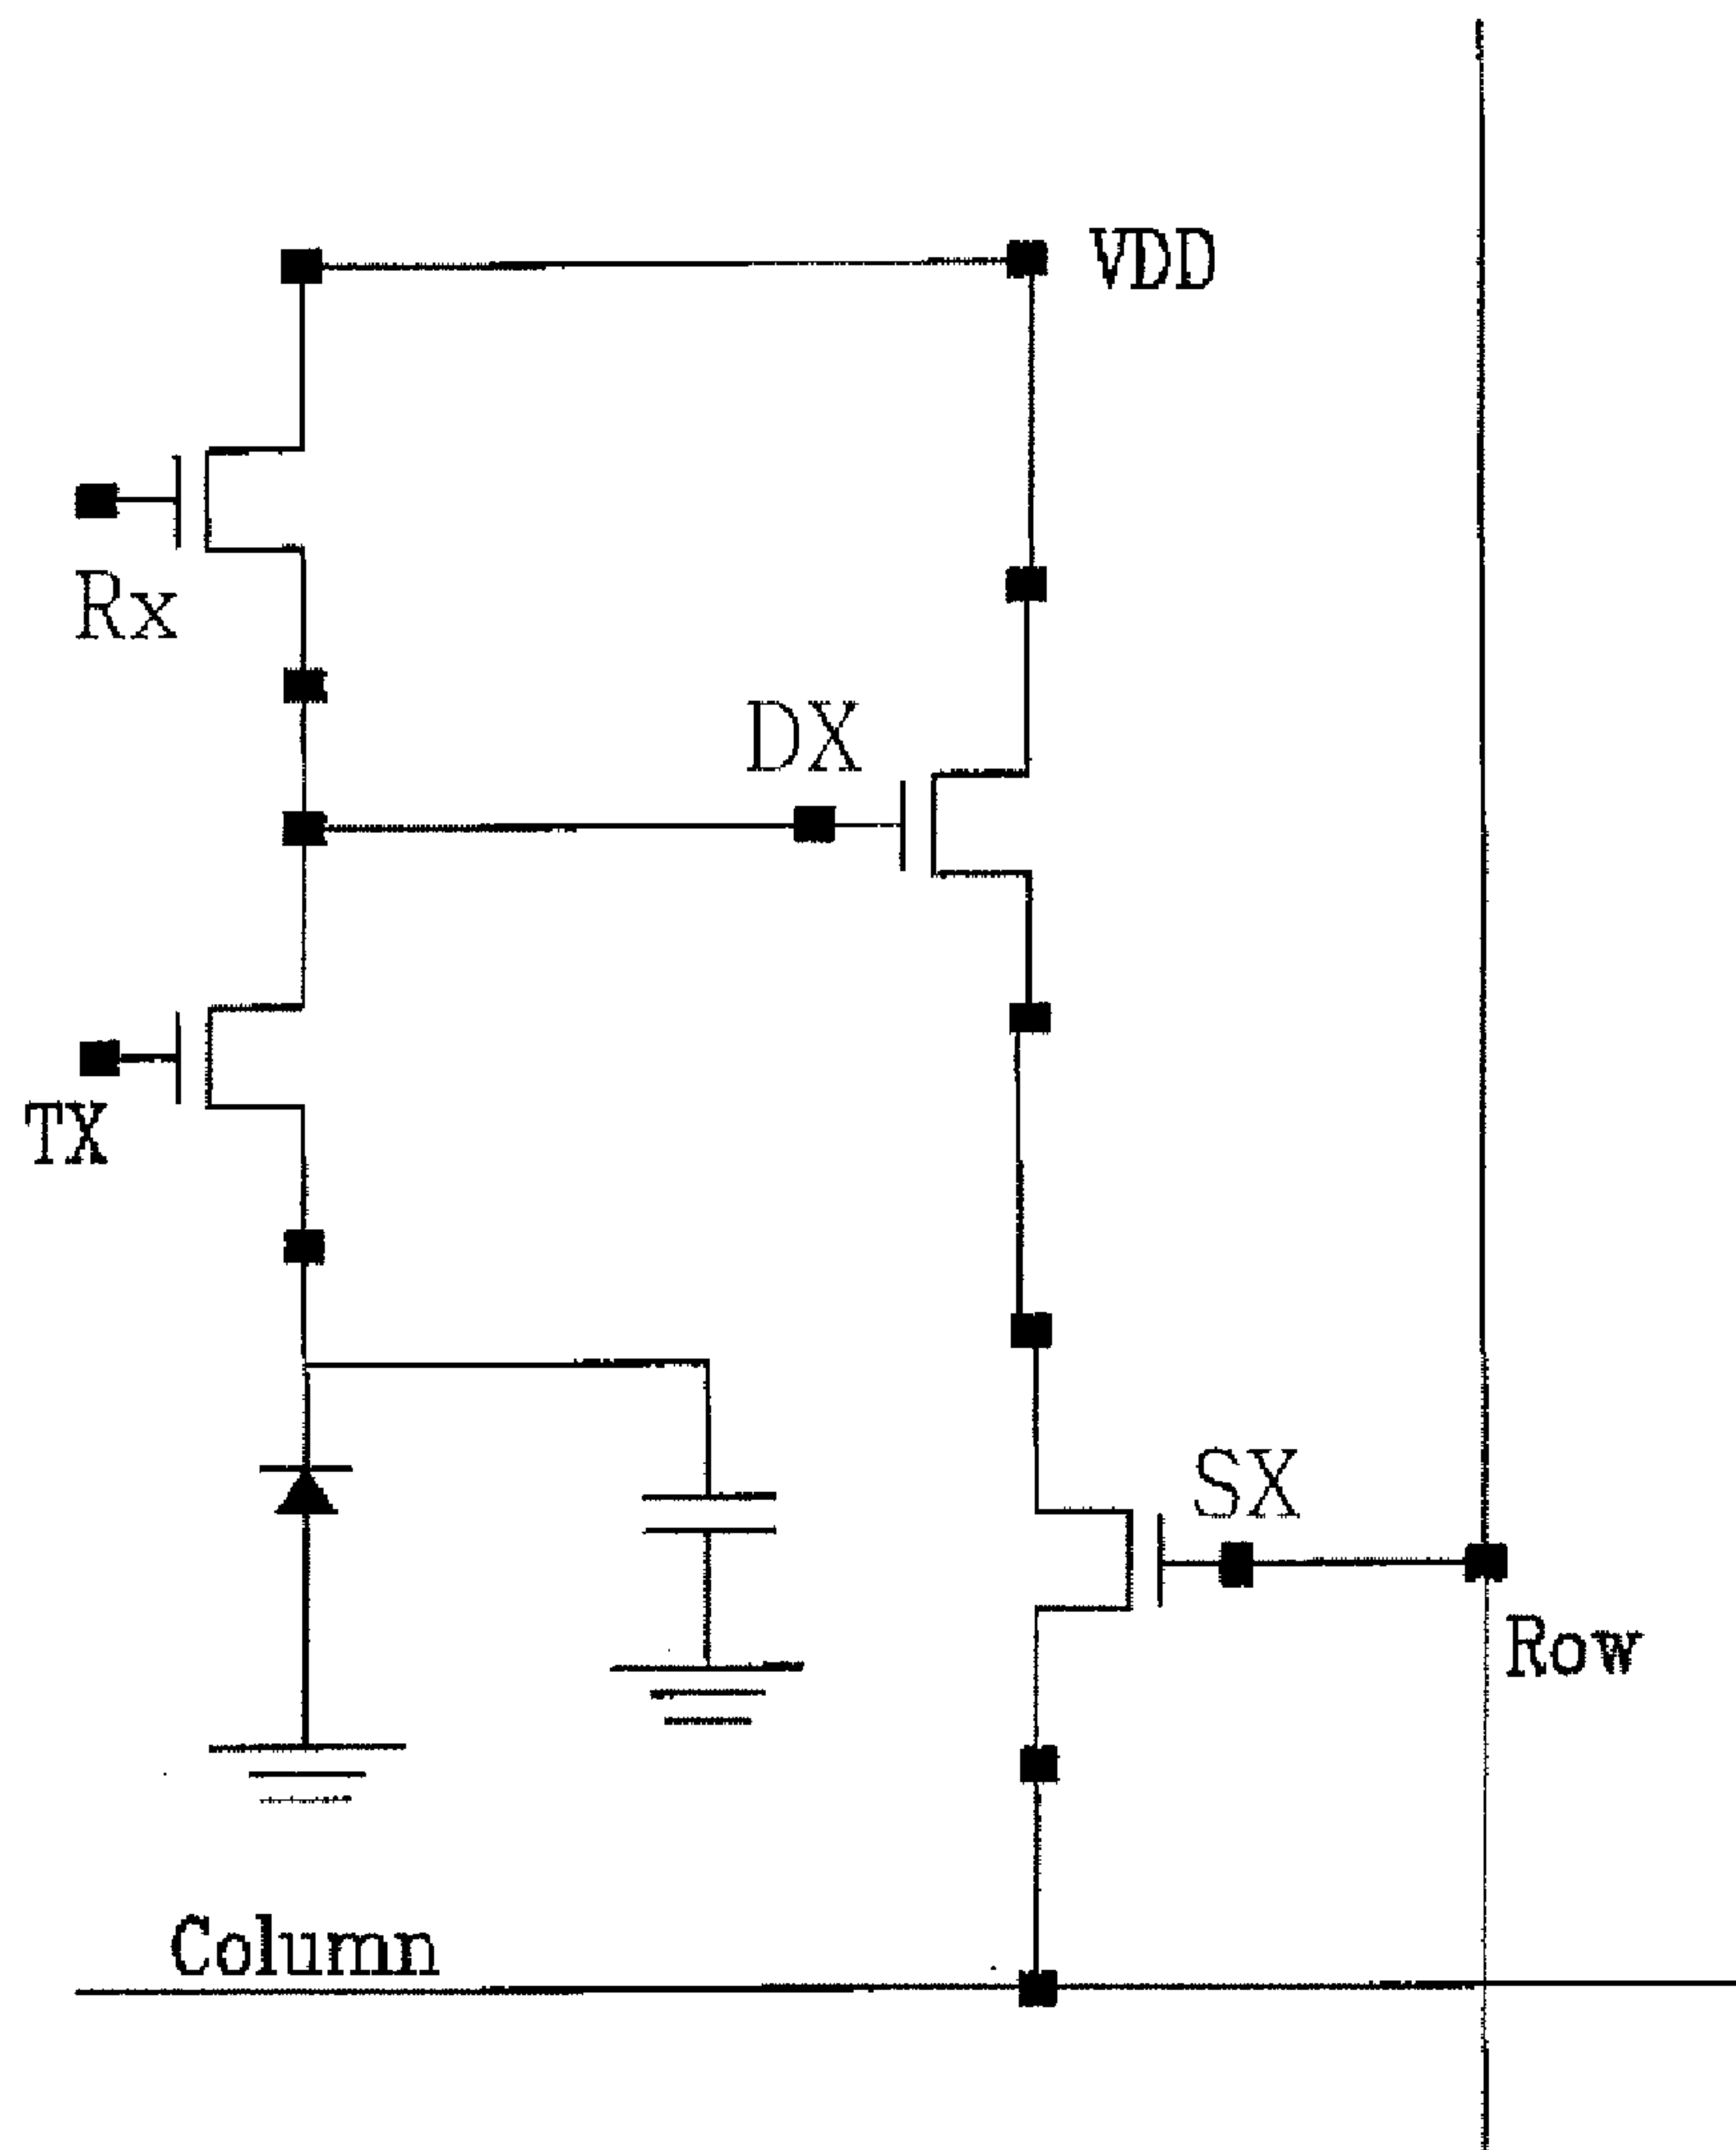 VDD
Rx
DX
TX
SX
Row
Column